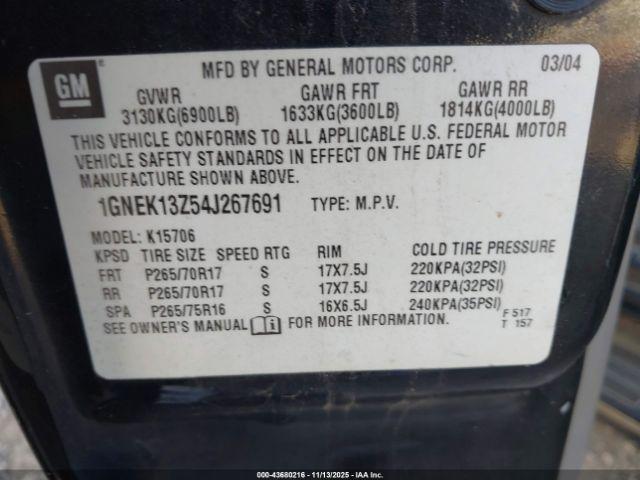 GM
MFD BY GENERAL MOTORS CORP. 03/04
GVWR GAWR FRT GAWR RR
3130KG(6900LB) 1633KG(3600LB) 1814KG(4000LB)
THIS VEHICLE CONFORMS TO ALL APPLICABLE U.S. FEDERAL MOTOR
VEHICLE SAFETY STANDARDS IN EFFECT ON THE DATE OF
MANUFACTURE SHOWN ABOVE.
1GNEK13Z54J267691 TYPE: M.P.V.
MODEL: K15706
KPSD TIRE SIZE SPEED RTG RIM COLD TIRE PRESSURE
FRT P265/70R17 S 17X7.5J 220KPA(32PSI)
RR P265/70R17 S 17X7.5J 220KPA(32PSI)
SPA P265/75R16 S 16X6.5J 240KPA(35PSI)
SEE OWNER'S MANUAL FOR MORE INFORMATION.
F 517
T 157
000-43680216 - 11/13/2025 - IAA Inc.